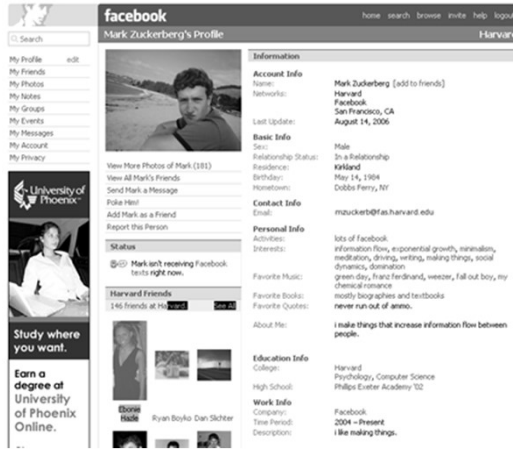 facebook
home search browse invite help logout
Mark Zuckerberg's Profile
Harvard
Search
My Profile edit
My Friends
My Photos
My Notes
My Groups
My Events
My Messages
My Account
My Privacy
University of
Phoenix
Study where
you want.
Earn a
degree at
University
of Phoenix
Online.
View More Photos of Mark (181)
View All Mark's Friends
Send Mark a Message
Poke Him!
Add Mark as a Friend
Report this Person
Status
Mark isn't receiving Facebook
texts right now.
Harvard Friends
146 friends at Harvard. See All
Ebonie
Hazle
Ryan Boyko
Dan Slichter
Information
Account Info
Name: Mark Zuckerberg [add to friends]
Networks: Harvard
Facebook
San Francisco, CA
Last Update: August 14, 2006
Basic Info
Sex: Male
Relationship Status: In a Relationship
Residence: Kirkland
Birthday: May 14, 1984
Hometown: Dobbs Ferry, NY
Contact Info
Email: mzuckerb@fas.harvard.edu
Personal Info
Activities: lots of facebook
Interests: information flow, exponential growth, minimalism,
meditation, driving, writing, making things, social
dynamics, domination
Favorite Music: green day, franz ferdinand, weezer, fall out boy, my
chemical romance
Favorite Books: mostly biographies and textbooks
Favorite Quotes: never run out of ammo.
About Me: i make things that increase information flow between
people.
Education Info
College: Harvard
Psychology, Computer Science
High School: Phillips Exeter Academy '02
Work Info
Company: Facebook
Time Period: 2004 – Present
Description: i like making things.